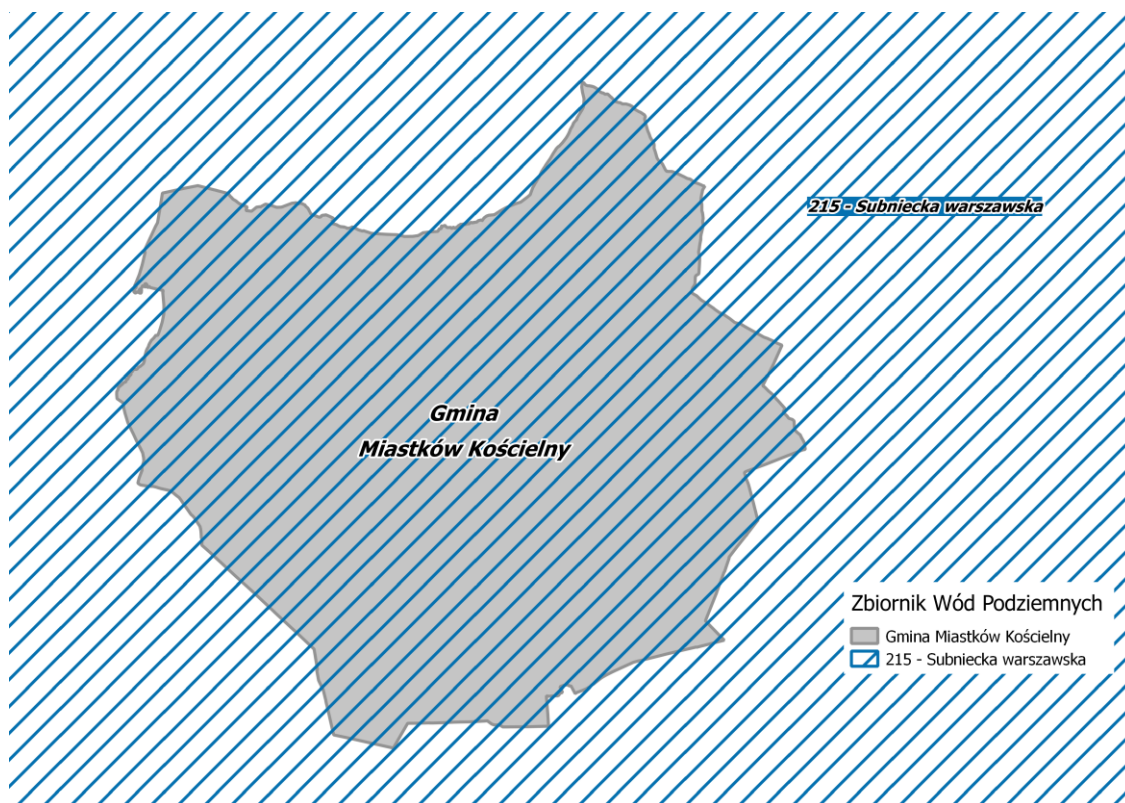 215 - Subniecka warszawska
Gmina
Miastków Kościelny
Zbiornik Wód Podziemnych
Gmina Miastków Kościelny
215 - Subniecka warszawska